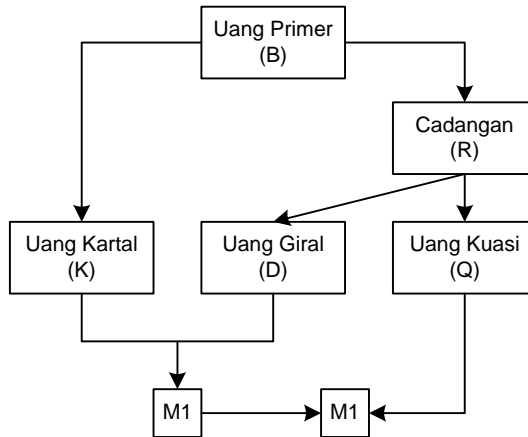 Uang Primer
(B)
Cadangan
(R)
Uang Kartal
(K)
Uang Giral
(D)
Uang Kuasi
(Q)
M1
M1